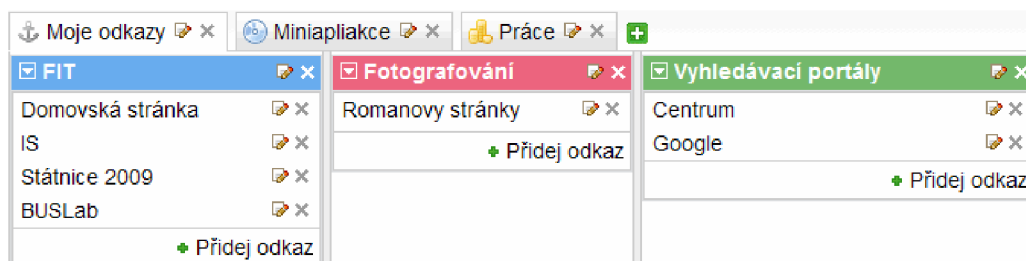 Moje odkazy Miniapliakce Práce
FIT
Domovská stránka
IS
Státnice 2009
BUSLab
Přidej odkaz
Fotografování
Romanovy stránky
Přidej odkaz
Vyhledávací portály
Centrum
Google
Přidej odkaz